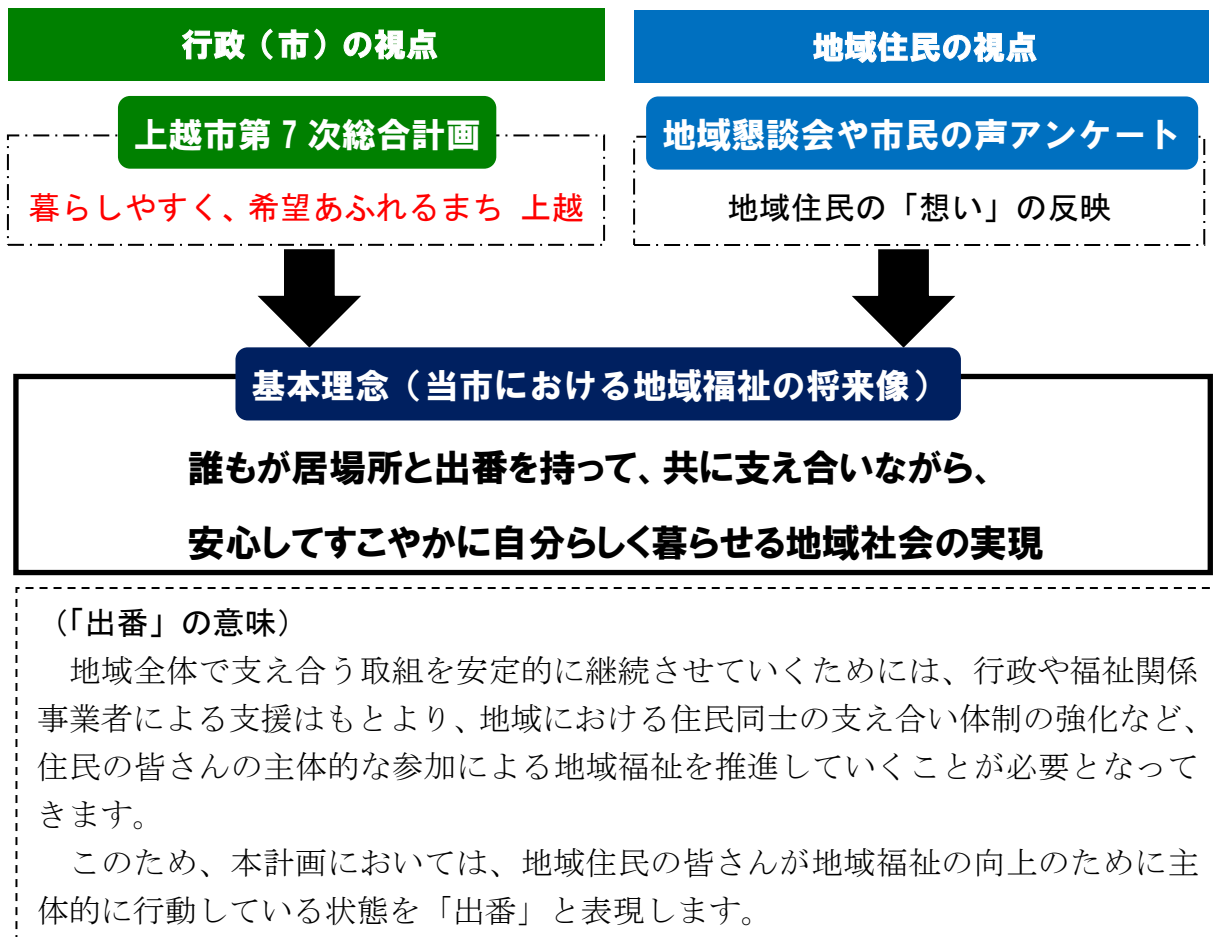 行政（市）の視点
上越市第７次総合計画
暮らしやすく、希望あふれるまち 上越
地域住民の視点
地域懇談会や市民の声アンケート
地域住民の「想い」の反映
基本理念（当市における地域福祉の将来像）
誰もが居場所と出番を持って、共に支え合いながら、
安心してすこやかに自分らしく暮らせる地域社会の実現
（「出番」の意味）
地域全体で支え合う取組を安定的に継続させていくためには、行政や福祉関係
事業者による支援はもとより、地域における住民同士の支え合い体制の強化など、
住民の皆さんの主体的な参加による地域福祉を推進していくことが必要となって
きます。
このため、本計画においては、地域住民の皆さんが地域福祉の向上のために主
体的に行動している状態を「出番」と表現します。